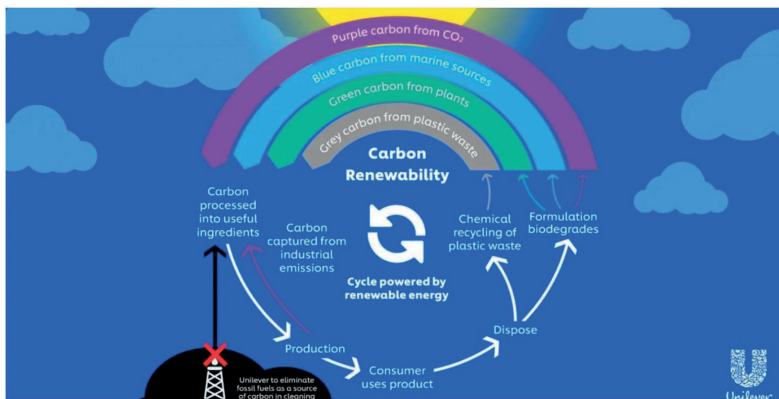 Purple carbon from CO₂
Blue carbon from marine sources
Green carbon from plants
Grey carbon from plastic waste
Carbon
Renewability
Carbon
processed
into useful
ingredients
Carbon
captured from
industrial
emissions
Cycle powered by
renewable energy
Chemical
recycling of
plastic waste
Formulation
biodegrades
Dispose
Production
Consumer
uses product
Unilever to eliminate
fossil fuels as a source
of carbon in cleaning
Unilever